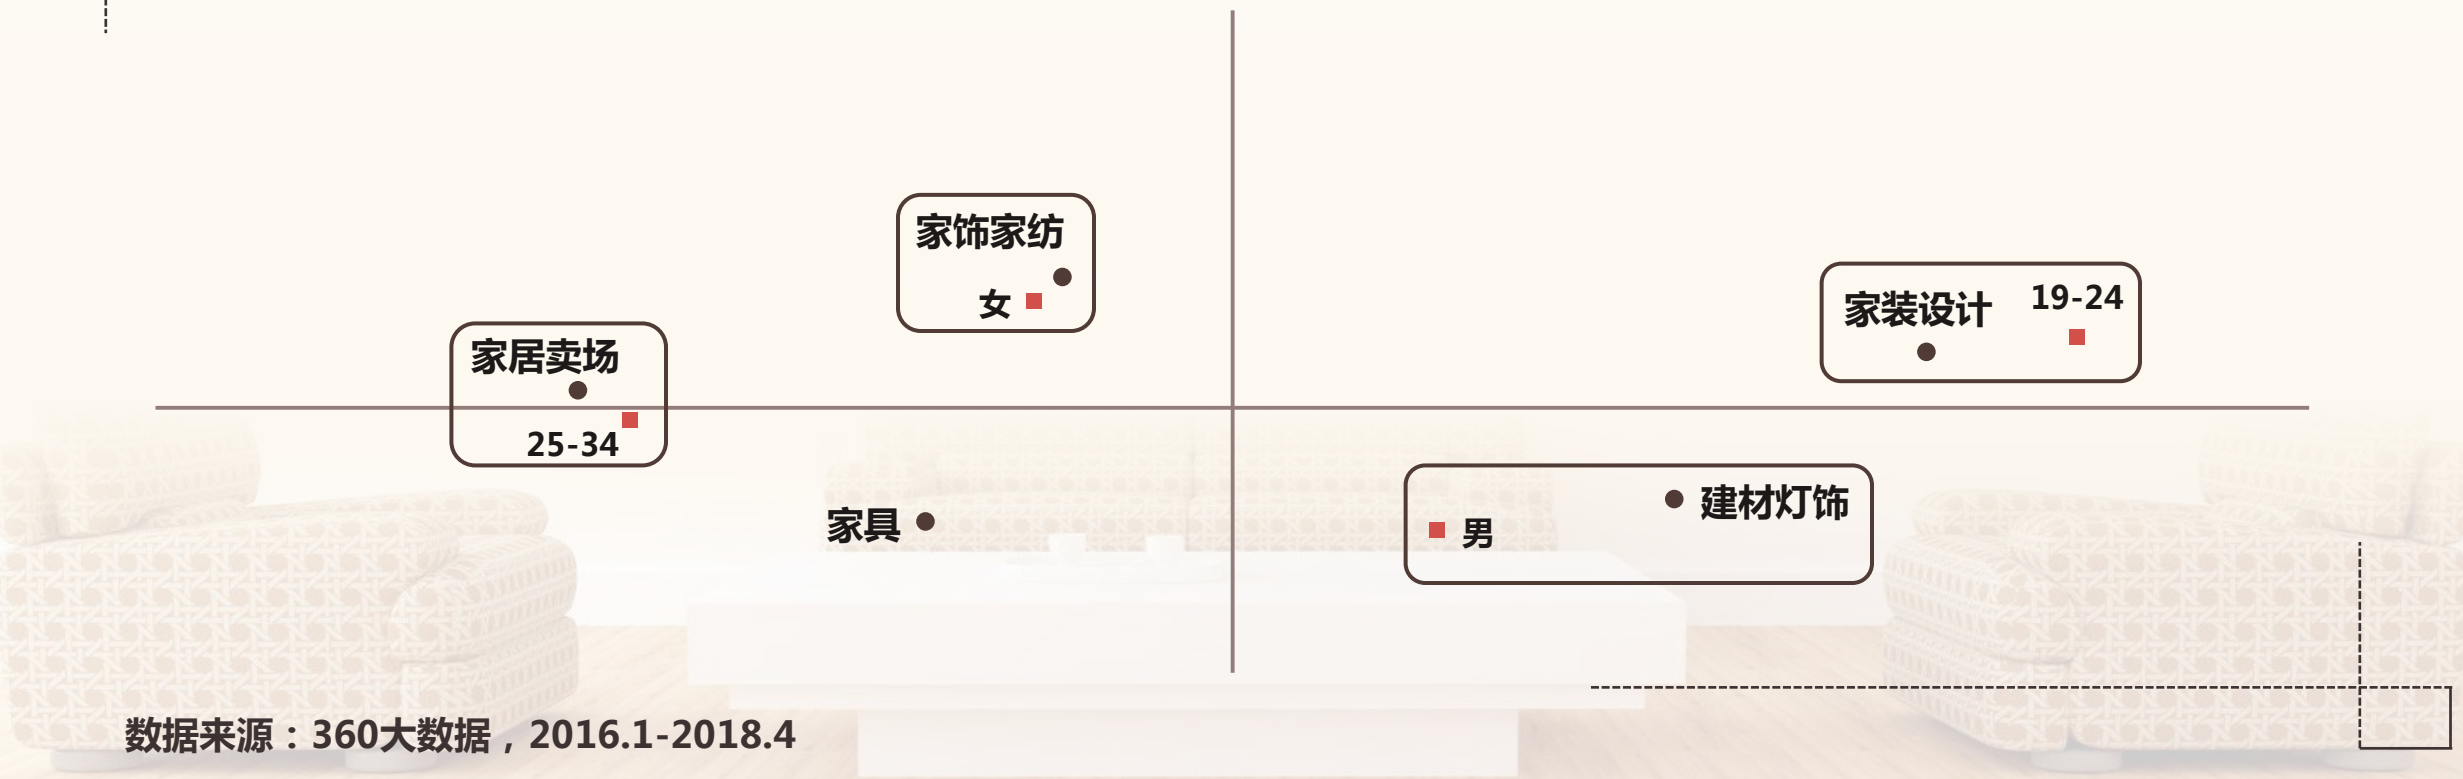 家饰家纺
女
家装设计
19-24
家居卖场
25-34
家具
男
建材灯饰
数据来源：360大数据，2016.1-2018.4